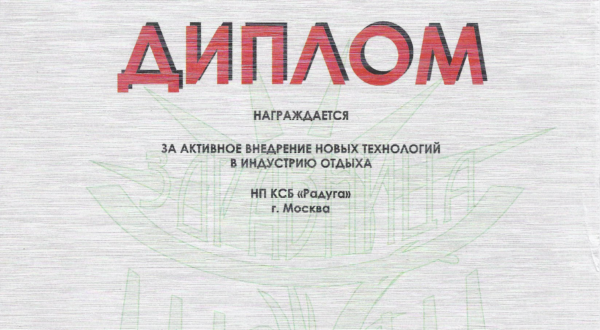 ДИПЛОМ
НАГРАЖДАЕТСЯ
ЗА АКТИВНОЕ ВНЕДРЕНИЕ НОВЫХ ТЕХНОЛОГИЙ
В ИНДУСТРИЮ ОТДЫХА
НП КСБ «Радуга»
г. Москва